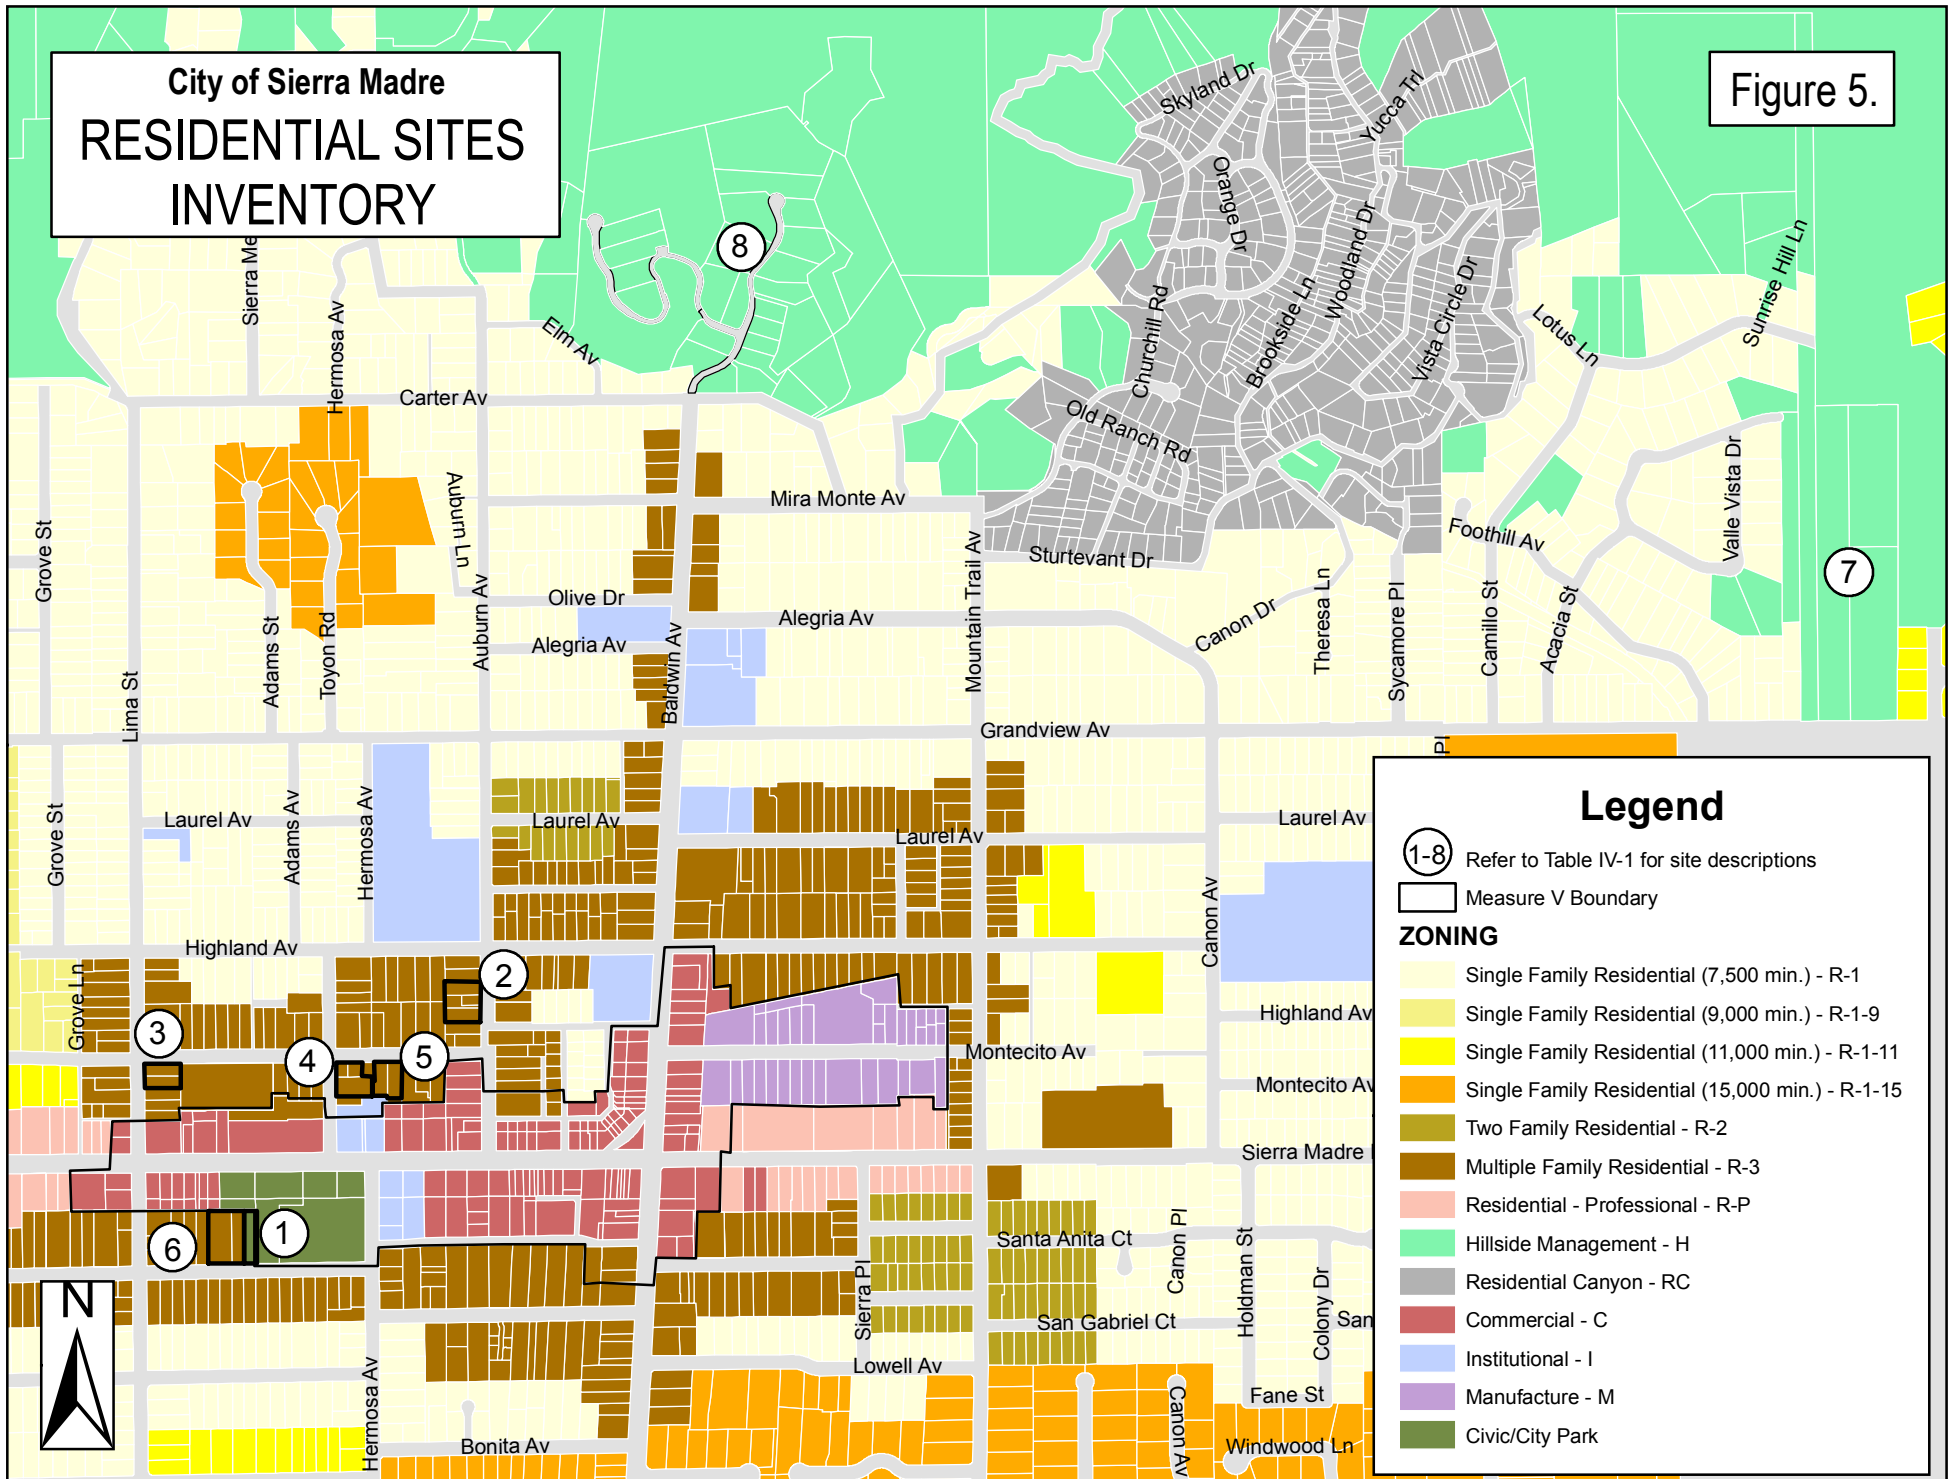 City of Sierra Madre
RESIDENTIAL SITES
INVENTORY
Figure 5.
Skyland Dr
Yucca Trl
Orange Dr
Woodland Dr
8
Sierra Me
Hermosa Av
Elm Av
Churchill Rd
Brookside Ln
Vista Circle Dr
Lotus Ln
Sunrise Hill Ln
Carter Av
Old Ranch Rd
Auburn Ln
Mira Monte Av
Grove St
Foothill Av
Valle Vista Dr
Sturtevant Dr
Mountain Trail Av
7
Olive Dr
Auburn Av
Alegria Av
Alegria Av
Canon Dr
Theresa Ln
Sycamore Pl
Camillo St
Acacia St
Adams St
Toyon Rd
Lima St
Baldwin Av
Grandview Av
Pl
Grove St
Laurel Av
Adams Av
Hermosa Av
Laurel Av
Laurel Av
Laurel Av
Canon Av
Highland Av
2
Grove Ln
3
4
5
Highland Av
Montecito Av
Montecito Av
Sierra Madre
6
1
Santa Anita Ct
Canon Pl
Holdman St
Colony Dr
Sierra Pl
San Gabriel Ct
San
Hermosa Av
Lowell Av
Canon Av
Fane St
Bonita Av
Windwood Ln
N
Legend
1-8
Refer to Table IV-1 for site descriptions
Measure V Boundary
ZONING
Single Family Residential (7,500 min.) - R-1
Single Family Residential (9,000 min.) - R-1-9
Single Family Residential (11,000 min.) - R-1-11
Single Family Residential (15,000 min.) - R-1-15
Two Family Residential - R-2
Multiple Family Residential - R-3
Residential - Professional - R-P
Hillside Management - H
Residential Canyon - RC
Commercial - C
Institutional - I
Manufacture - M
Civic/City Park